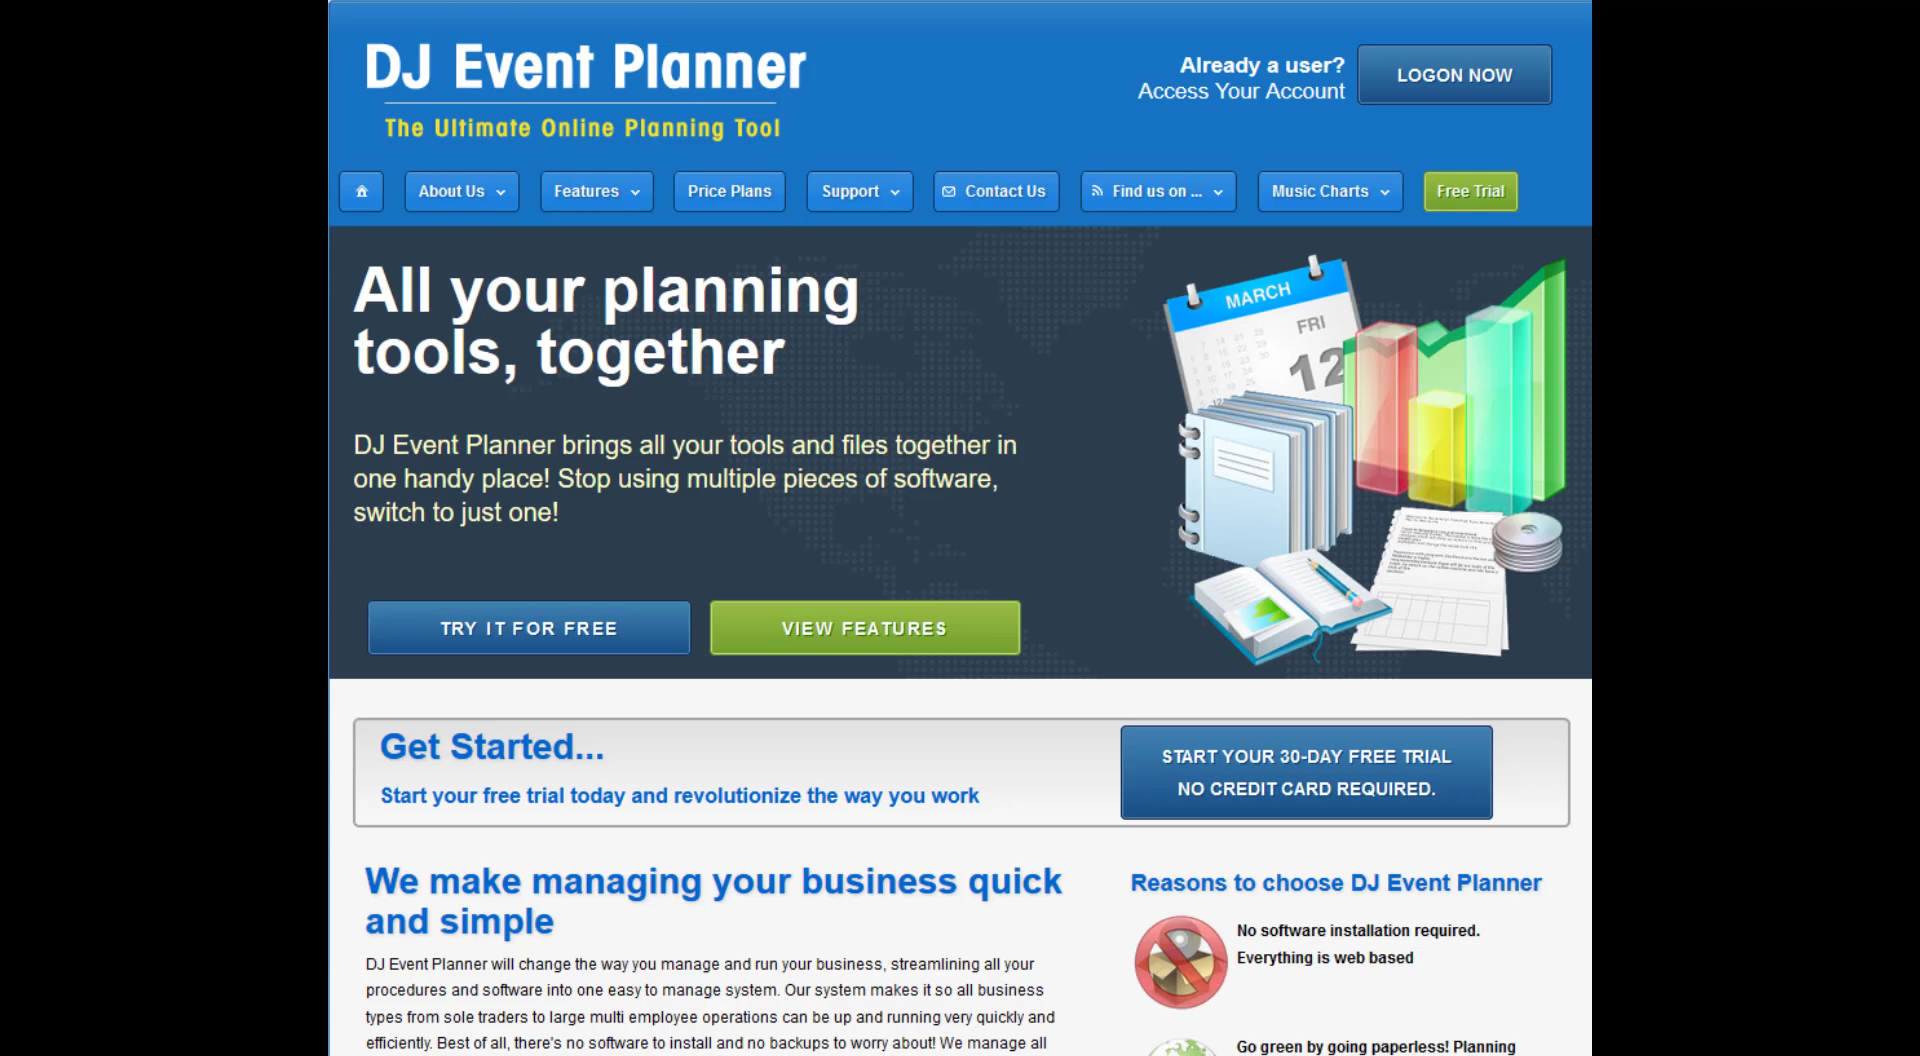 DJ Event Planner
The Ultimate Online Planning Tool
Already a user?
Access Your Account
LOGON NOW
About Us
Features
Price Plans
Support
Contact Us
Find us on ...
Music Charts
Free Trial
All your planning
tools, together
DJ Event Planner brings all your tools and files together in
one handy place! Stop using multiple pieces of software,
switch to just one!
TRY IT FOR FREE
VIEW FEATURES
MARCH
FRI
12
Get Started...
Start your free trial today and revolutionize the way you work
START YOUR 30-DAY FREE TRIAL
NO CREDIT CARD REQUIRED.
We make managing your business quick
and simple
DJ Event Planner will change the way you manage and run your business, streamlining all your
procedures and software into one easy to manage system. Our system makes it so all business
types from sole traders to large multi employee operations can be up and running very quickly and
efficiently. Best of all, there's no software to install and no backups to worry about! We manage all
Reasons to choose DJ Event Planner
No software installation required.
Everything is web based
Go green by going paperless! Planning